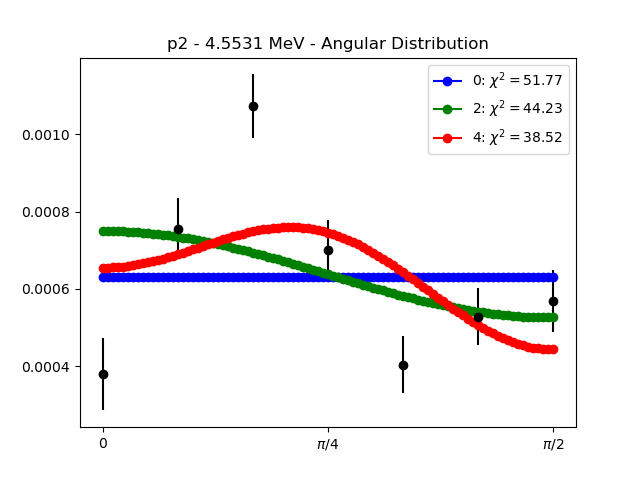 p2 - 4.5531 MeV - Angular Distribution
0: χ² = 51.77
2: χ² = 44.23
4: χ² = 38.52
0.0010
0.0008
0.0006
0.0004
0
π/4
π/2